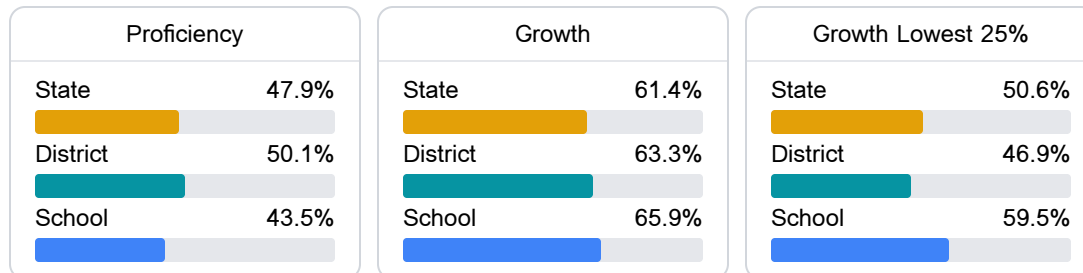 Proficiency
State 47.9%
District 50.1%
School 43.5%
Growth
State 61.4%
District 63.3%
School 65.9%
Growth Lowest 25%
State 50.6%
District 46.9%
School 59.5%